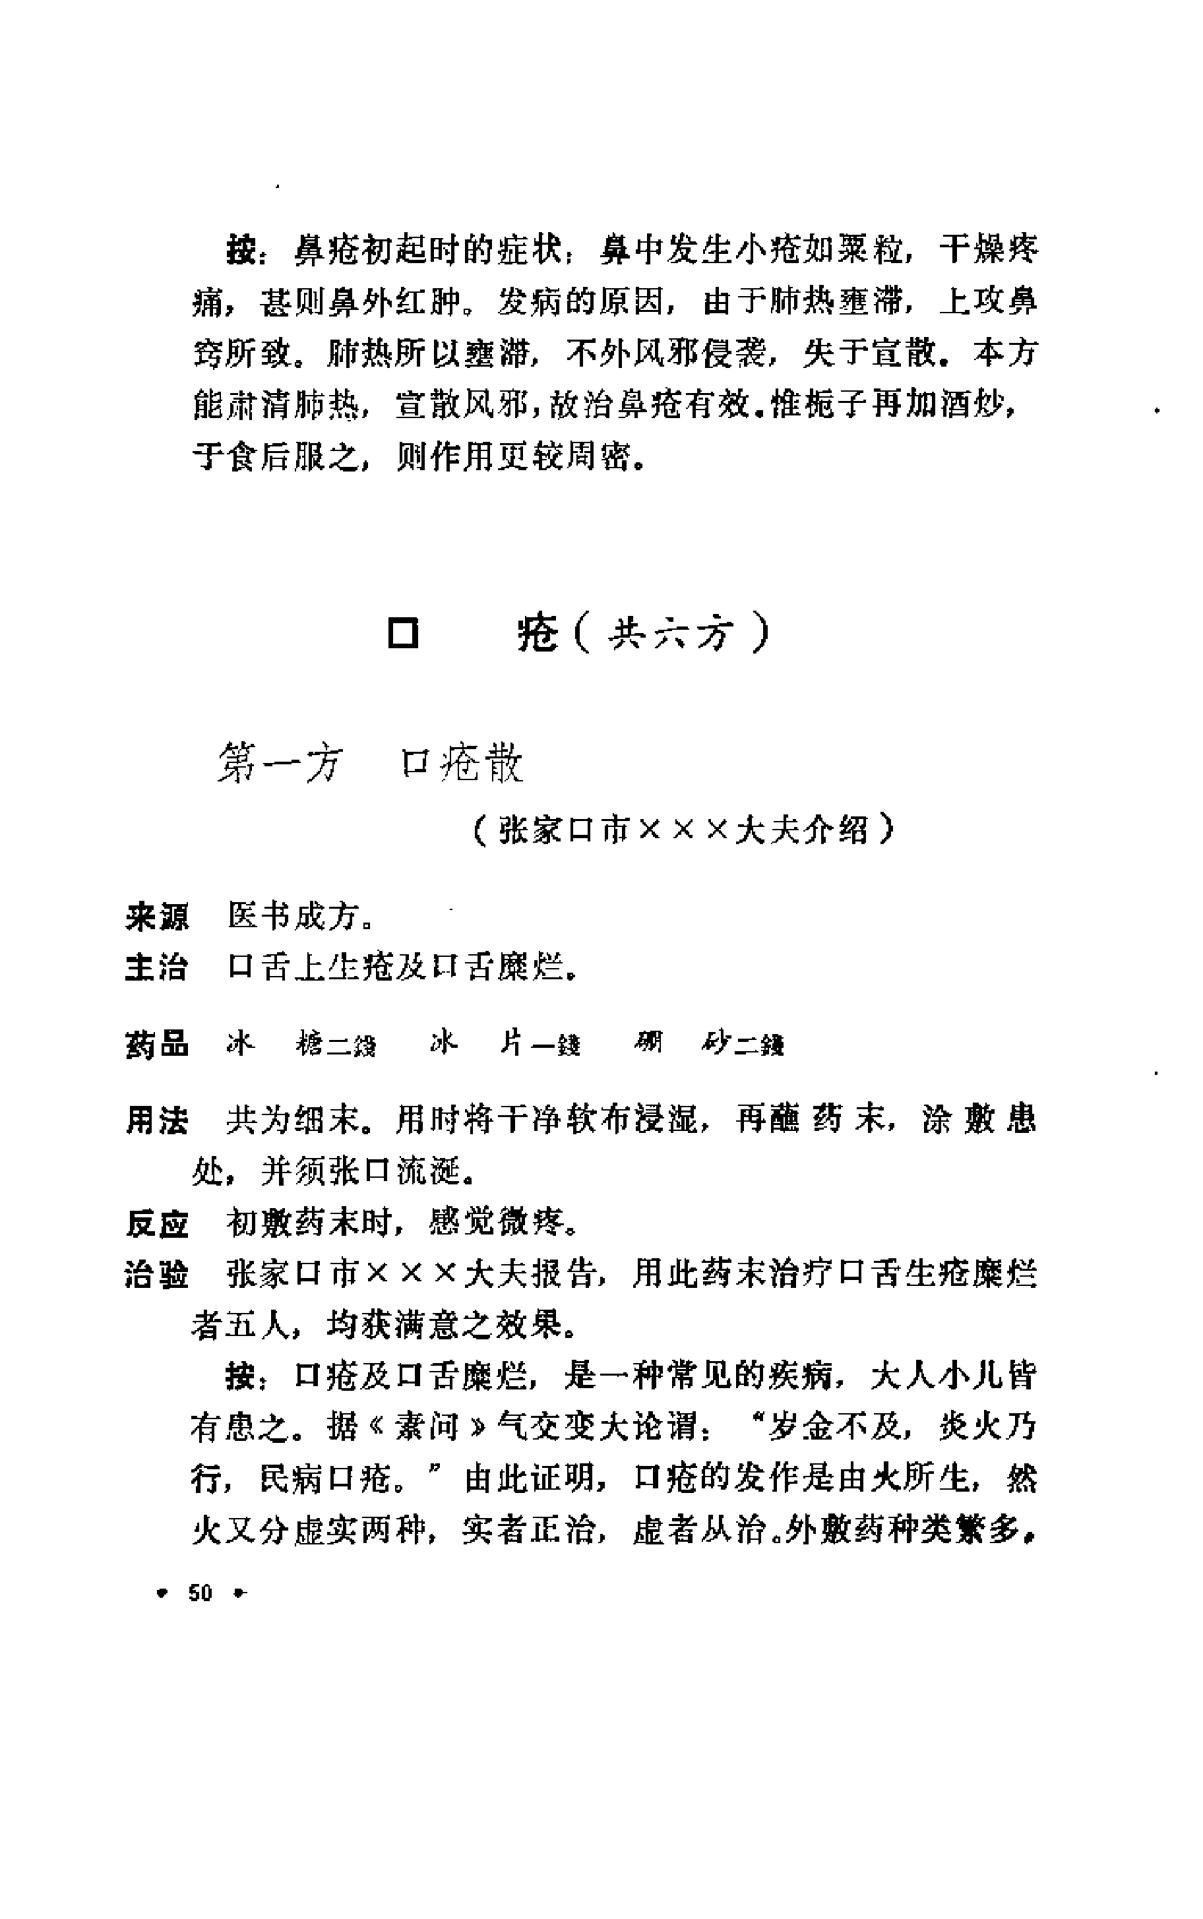 按：鼻疮初起时的症状：鼻中发生小疮如粟粒，干燥疼
痛，甚则鼻外红肿。发病的原因，由于肺热壅滞，上攻鼻
窍所致。肺热所以壅滞，不外风邪侵袭，失于宣散。本方
能肃清肺热，宣散风邪，故治鼻疮有效。惟栀子再加酒炒，
于食后服之，则作用更较周密。
口　　疮（共六方）
第一方　口疮散
（张家口市×××大夫介绍）
来源　医书成方。
主治　口舌上生疮及口舌糜烂。
药品　冰　糖二錢　冰　片一錢　硼　砂二錢
用法　共为细末。用时将干净软布浸湿，再蘸药末，涂敷患
处，并须张口流涎。
反应　初敷药末时，感觉微疼。
治验　张家口市×××大夫报告，用此药末治疗口舌生疮糜烂
者五人，均获满意之效果。
按：口疮及口舌糜烂，是一种常见的疾病，大人小儿皆
有患之。据《素问》气交变大论谓：“岁金不及，炎火乃
行，民病口疮。”由此证明，口疮的发作是由火所生，然
火又分虚实两种，实者正治，虚者从治。外敷药种类繁多，
• 50 •